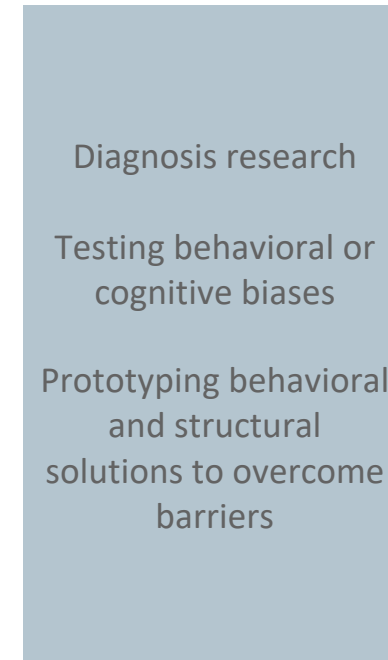 Diagnosis research
Testing behavioral or
cognitive biases
Prototyping behavioral
and structural
solutions to overcome
barriers